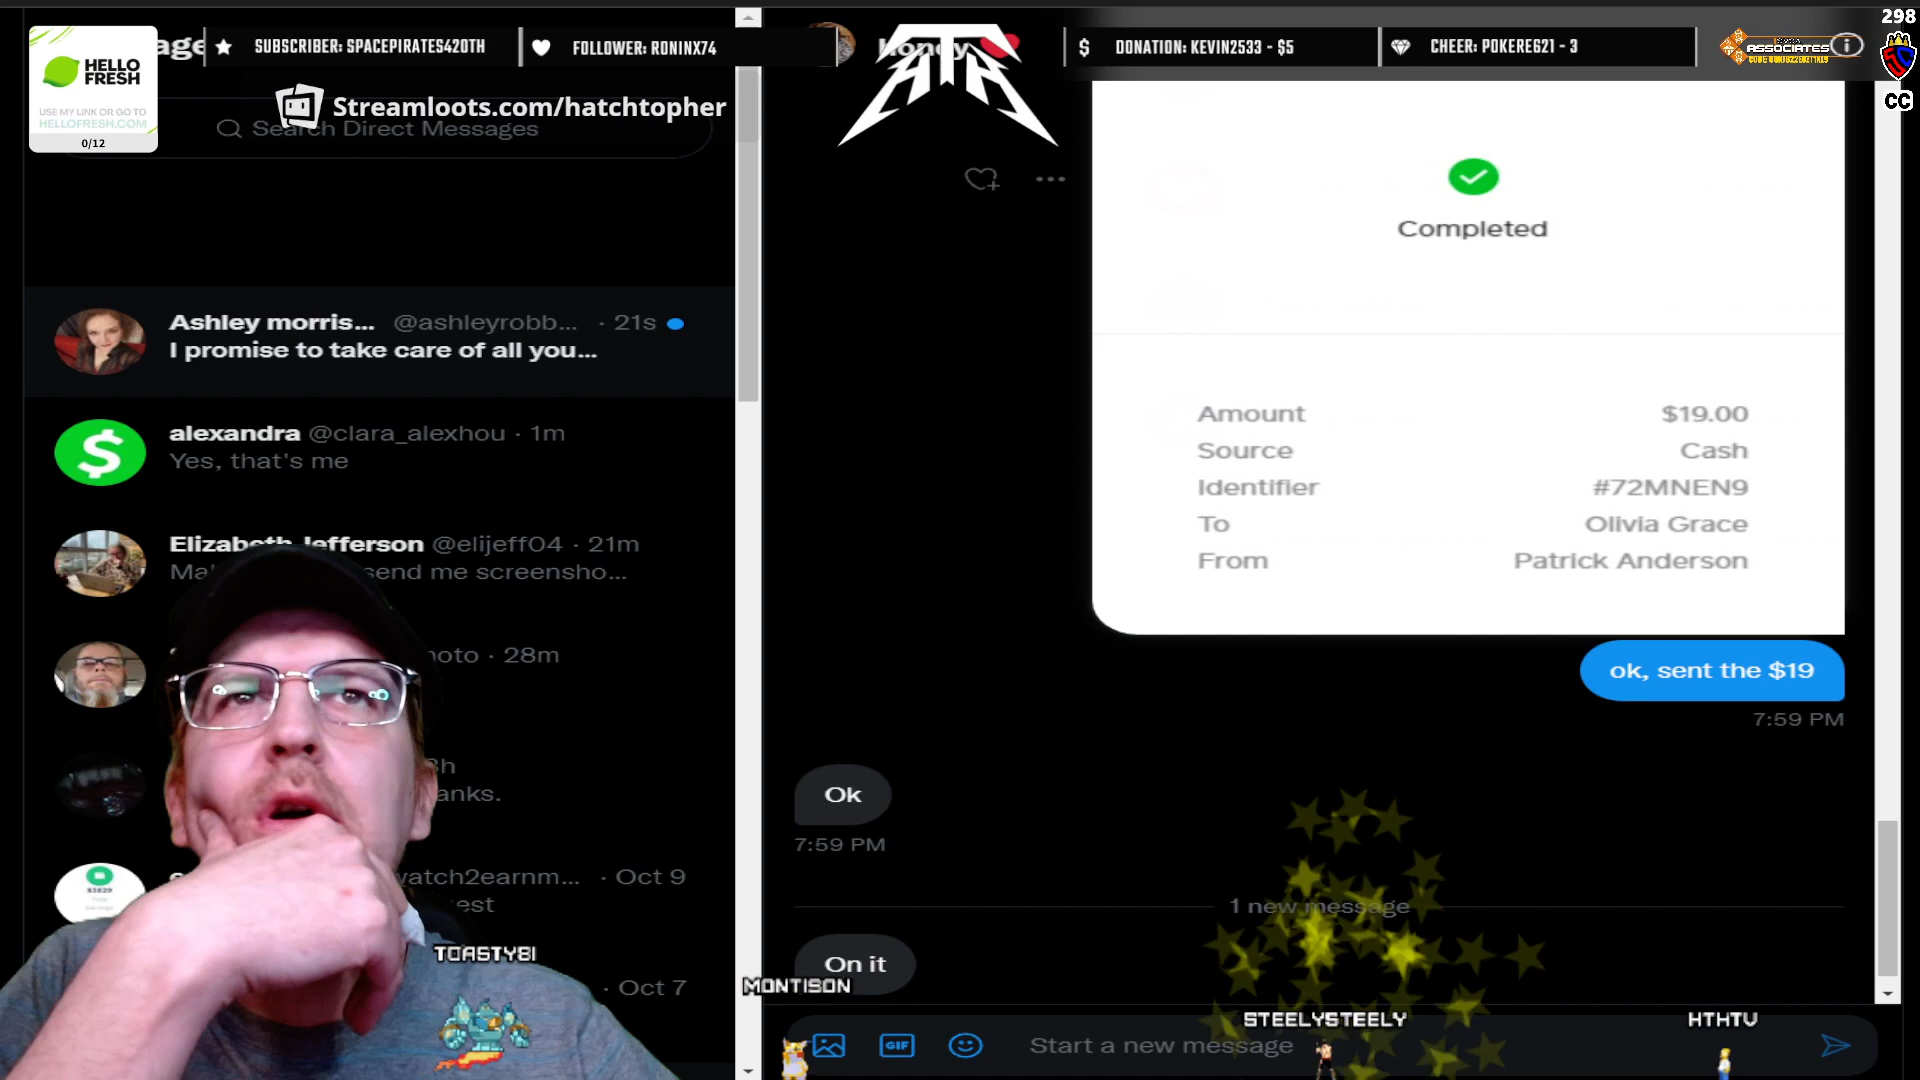 298
HELLO
FRESH
USE MY LINK OR GO TO
HELLOFRESH.COM
0/12
SUBSCRIBER: SPACEPIRATES420TH
FOLLOWER: RONINX74
Honey
DONATION: KEVIN2533 - $5
CHEER: POKERE621 - 3
ASSOCIATES
CC
Streamloots.com/hatchtopher
Search Direct Messages
Completed
Ashley morris... @ashleyrobb... · 21s
I promise to take care of all you...
alexandra @clara_alexhou · 1m
Yes, that's me
Elizabeth Jefferson @elijeff04 · 21m
send me screensho...
· 28m
anks.
watch2earnm... · Oct 9
· Oct 7
Amount $19.00
Source Cash
Identifier #72MNEN9
To Olivia Grace
From Patrick Anderson
ok, sent the $19
7:59 PM
Ok
7:59 PM
1 new message
On it
TOASTY81
MONTISON
STEELYSTEELY
HTHTV
GIF
Start a new message